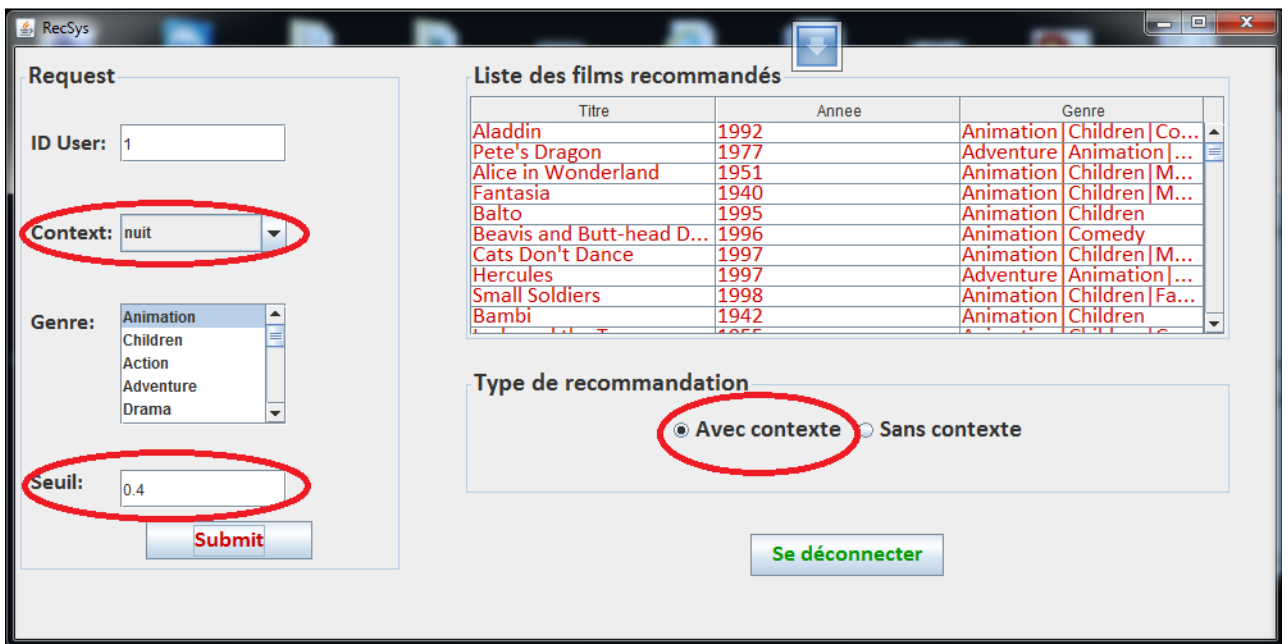 RecSys
Request
ID User: 1
Context: nuit
Genre: Animation
Children
Action
Adventure
Drama
Seuil: 0.4
Submit
Liste des films recommandés
Titre Annee Genre
Aladdin 1992 Animation|Children|Co...
Pete's Dragon 1977 Adventure|Animation|...
Alice in Wonderland 1951 Animation|Children|M...
Fantasia 1940 Animation|Children|M...
Balto 1995 Animation|Children
Beavis and Butt-head D... 1996 Animation|Comedy
Cats Don't Dance 1997 Animation|Children|M...
Hercules 1997 Adventure|Animation|...
Small Soldiers 1998 Animation|Children|Fa...
Bambi 1942 Animation|Children
Type de recommandation
Avec contexte Sans contexte
Se déconnecter